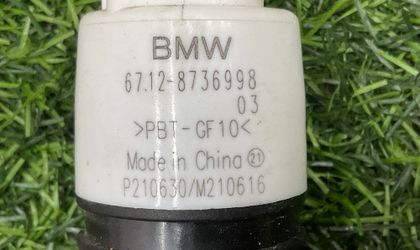 BMW
67.12-8736998
03
>PBT-GF10<
Made in China ㉑
P210630/M210616